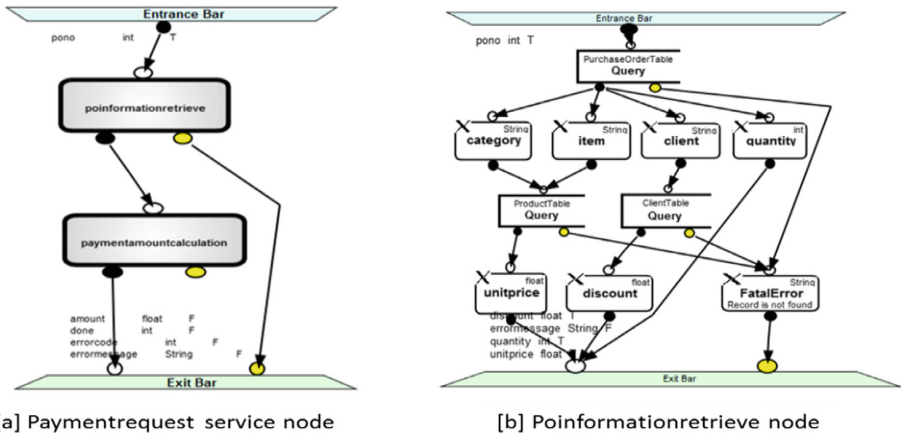 Entrance Bar
pono int T
poinformationretrieve
paymentamountcalculation
amount float F
done int F
errorcode int F
errormessage String F
Exit Bar
[a] Paymentrequest service node
Entrance Bar
pono int T
PurchaseOrderTable
Query
String
category
String
item
String
client
int
quantity
ProductTable
Query
ClientTable
Query
float
unitprice
float
discount
String
FatalError
Record is not found
discount float T
errormessage String F
quantity int T
unitprice float
Exit Bar
[b] Poinformationretrieve node